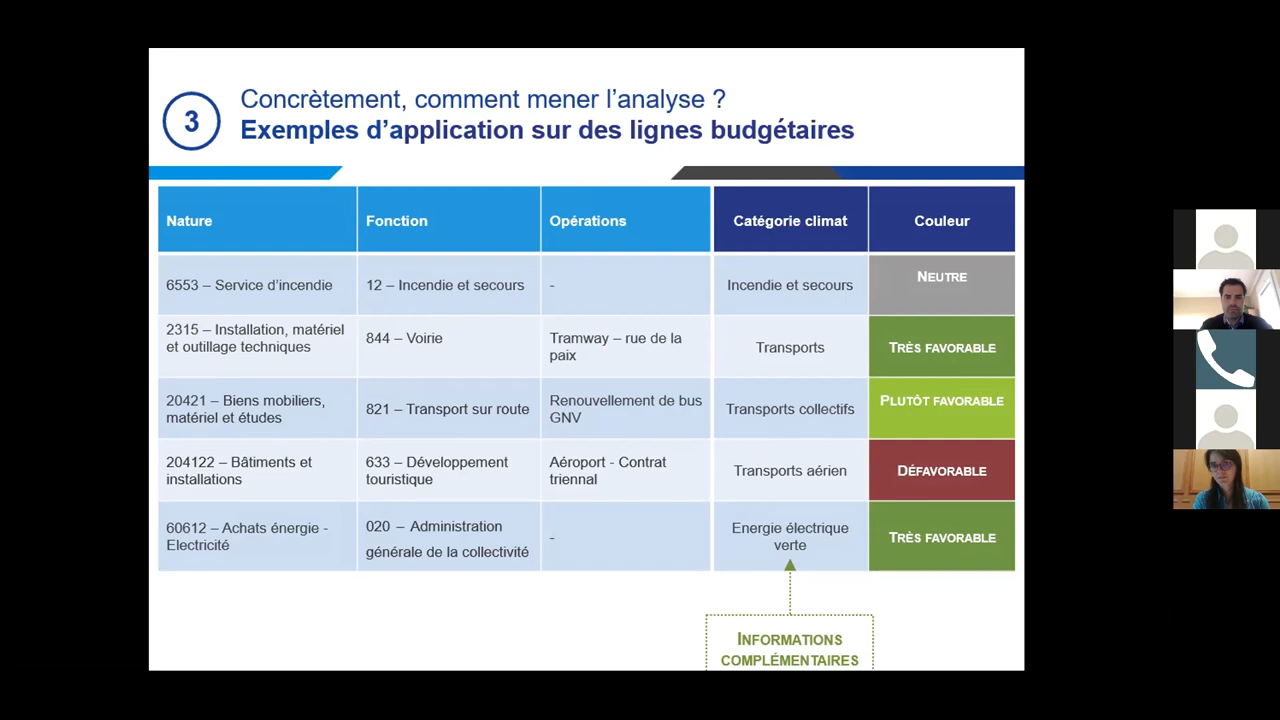 3
Concrètement, comment mener l'analyse ?
Exemples d'application sur des lignes budgétaires
Nature
Fonction
Opérations
Catégorie climat
Couleur
6553 – Service d'incendie
12 – Incendie et secours
-
Incendie et secours
NEUTRE
2315 – Installation, matériel
et outillage techniques
844 – Voirie
Tramway – rue de la
paix
Transports
TRÈS FAVORABLE
20421 – Biens mobiliers,
matériel et études
821 – Transport sur route
Renouvellement de bus
GNV
Transports collectifs
PLUTÔT FAVORABLE
204122 – Bâtiments et
installations
633 – Développement
touristique
Aéroport - Contrat
triennal
Transports aérien
DÉFAVORABLE
60612 – Achats énergie -
Electricité
020 – Administration
générale de la collectivité
-
Energie électrique
verte
TRÈS FAVORABLE
INFORMATIONS
COMPLÉMENTAIRES